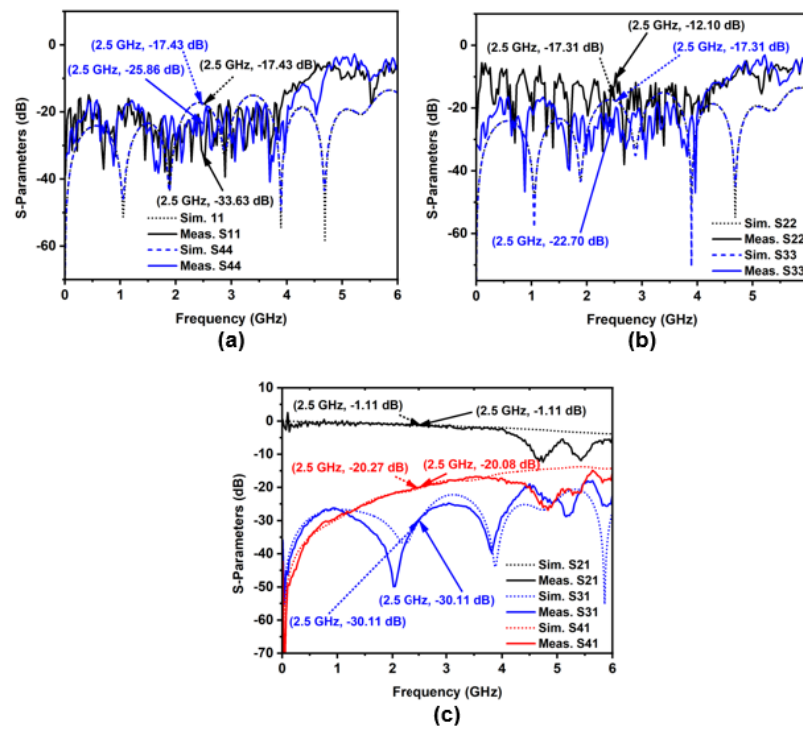 (2.5 GHz, -17.43 dB)
(2.5 GHz, -17.43 dB)
(2.5 GHz, -25.86 dB)
(2.5 GHz, -33.63 dB)
S-Parameters (dB)
0
-20
-40
-60
Sim. 11
Meas. S11
Sim. S44
Meas. S44
0 1 2 3 4 5 6
Frequency (GHz)
(a)
(2.5 GHz, -12.10 dB)
(2.5 GHz, -17.31 dB)
(2.5 GHz, -17.31 dB)
(2.5 GHz, -22.70 dB)
S-Parameters (dB)
0
-20
-40
-60
Sim. S22
Meas. S22
Sim. S33
Meas. S33
0 1 2 3 4 5
Frequency (GHz)
(b)
10
0
-10
-20
-30
-40
-50
-60
-70
S-Parameters (dB)
(2.5 GHz, -1.11 dB)
(2.5 GHz, -1.11 dB)
(2.5 GHz, -20.27 dB)
(2.5 GHz, -20.08 dB)
(2.5 GHz, -30.11 dB)
(2.5 GHz, -30.11 dB)
Sim. S21
Meas. S21
Sim. S31
Meas. S31
Sim. S41
Meas. S41
0 1 2 3 4 5 6
Frequency (GHz)
(c)